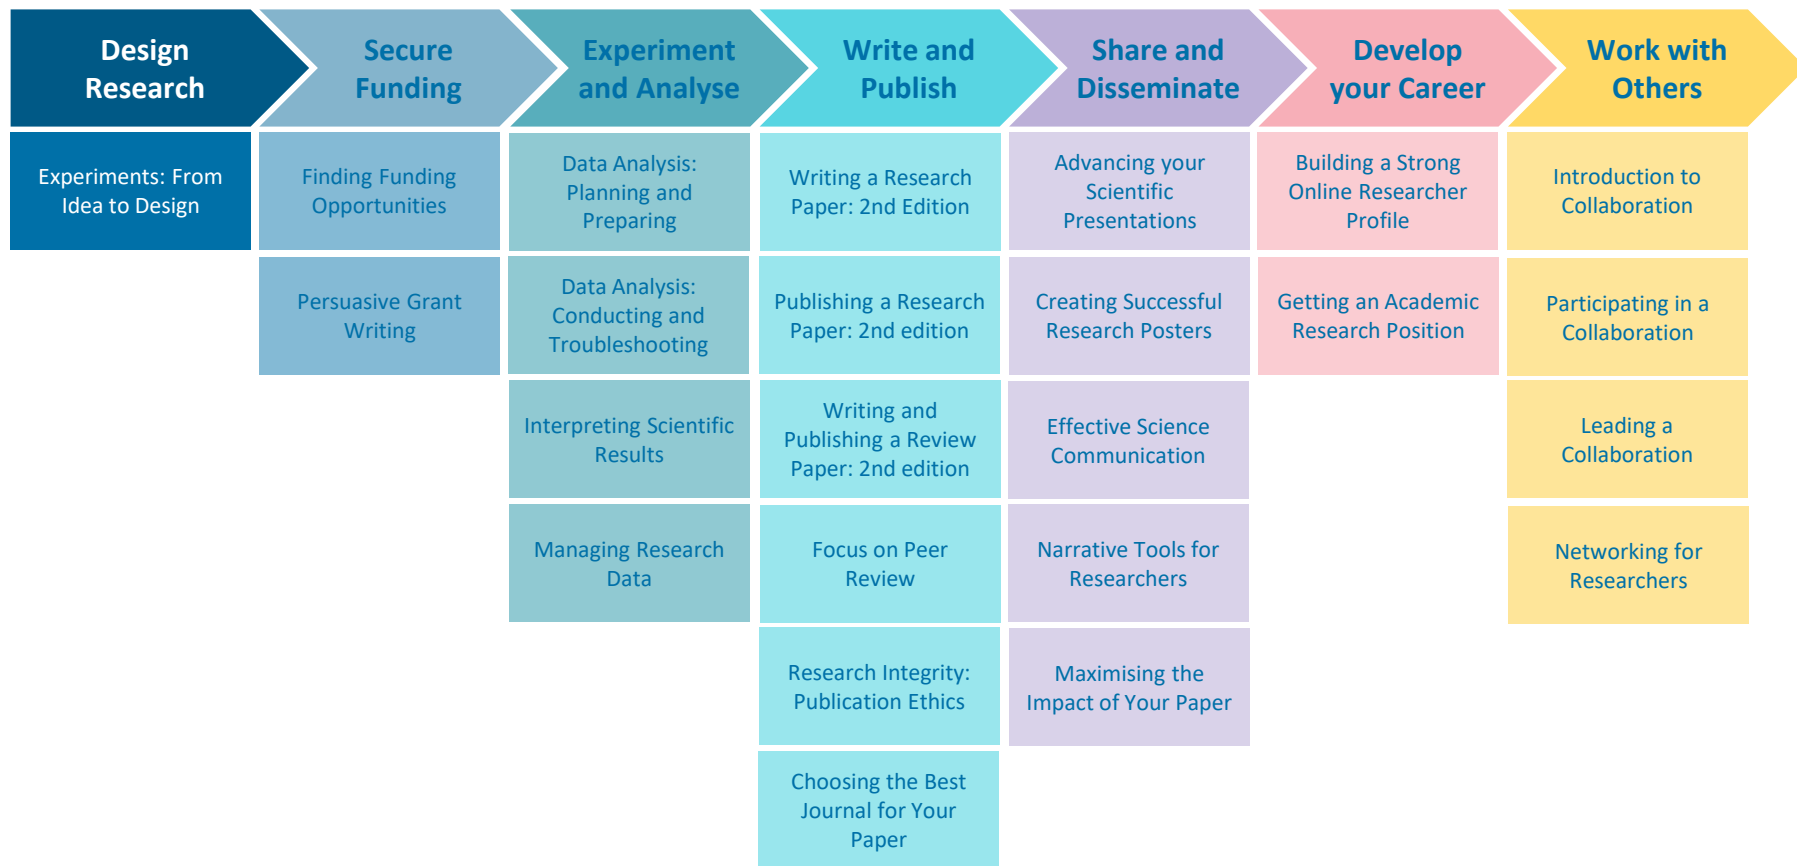 Design
Research
Secure
Funding
Experiment
and Analyse
Write and
Publish
Share and
Disseminate
Develop
your Career
Work with
Others
Experiments: From
Idea to Design
Finding Funding
Opportunities
Data Analysis:
Planning and
Preparing
Writing a Research
Paper: 2nd Edition
Advancing your
Scientific
Presentations
Building a Strong
Online Researcher
Profile
Introduction to
Collaboration
Persuasive Grant
Writing
Data Analysis:
Conducting and
Troubleshooting
Publishing a Research
Paper: 2nd edition
Creating Successful
Research Posters
Getting an Academic
Research Position
Participating in a
Collaboration
Interpreting Scientific
Results
Writing and
Publishing a Review
Paper: 2nd edition
Effective Science
Communication
Leading a
Collaboration
Managing Research
Data
Focus on Peer
Review
Narrative Tools for
Researchers
Networking for
Researchers
Research Integrity:
Publication Ethics
Maximising the
Impact of Your Paper
Choosing the Best
Journal for Your
Paper